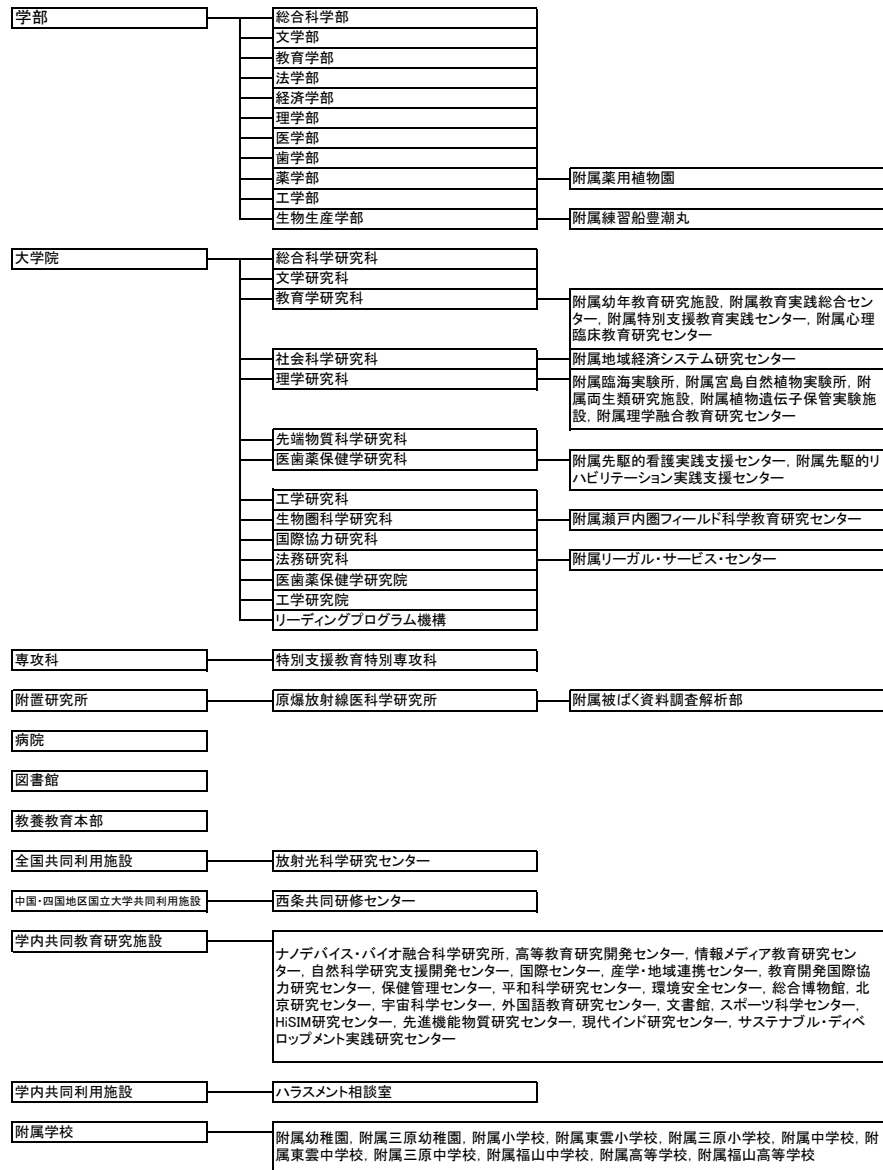 学部
総合科学部
文学部
教育学部
法学部
経済学部
理学部
医学部
歯学部
薬学部
附属薬用植物園
工学部
生物生産学部
附属練習船豊潮丸
大学院
総合科学研究科
文学研究科
教育学研究科
附属幼年教育研究施設, 附属教育実践総合セン
ター, 附属特別支援教育実践センター, 附属心理
臨床教育研究センター
社会科学研究科
附属地域経済システム研究センター
理学研究科
附属臨海実験所, 附属宮島自然植物実験所, 附
属両生類研究施設, 附属植物遺伝子保管実験施
設, 附属理学融合教育研究センター
先端物質科学研究科
医歯薬保健学研究科
附属先駆的看護実践支援センター, 附属先駆的リ
ハビリテーション実践支援センター
工学研究科
生物圏科学研究科
附属瀬戸内圏フィールド科学教育研究センター
国際協力研究科
法務研究科
附属リーガル・サービス・センター
医歯薬保健学研究院
工学研究院
リーディングプログラム機構
専攻科
特別支援教育特別専攻科
附置研究所
原爆放射線医科学研究所
附属被ばく資料調査解析部
病院
図書館
教養教育本部
全国共同利用施設
放射光科学研究センター
中国・四国地区国立大学共同利用施設
西条共同研修センター
学内共同教育研究施設
ナノデバイス・バイオ融合科学研究所, 高等教育研究開発センター, 情報メディア教育研究セン
ター, 自然科学研究支援開発センター, 国際センター, 産学・地域連携センター, 教育開発国際協
力研究センター, 保健管理センター, 平和科学研究センター, 環境安全センター, 総合博物館, 北
京研究センター, 宇宙科学センター, 外国語教育研究センター, 文書館, スポーツ科学センター,
HiSIM研究センター, 先進機能物質研究センター, 現代インド研究センター, サステナブル・ディベ
ロップメント実践研究センター
学内共同利用施設
ハラスメント相談室
附属学校
附属幼稚園, 附属三原幼稚園, 附属小学校, 附属東雲小学校, 附属三原小学校, 附属中学校, 附
属東雲中学校, 附属三原中学校, 附属福山中学校, 附属高等学校, 附属福山高等学校